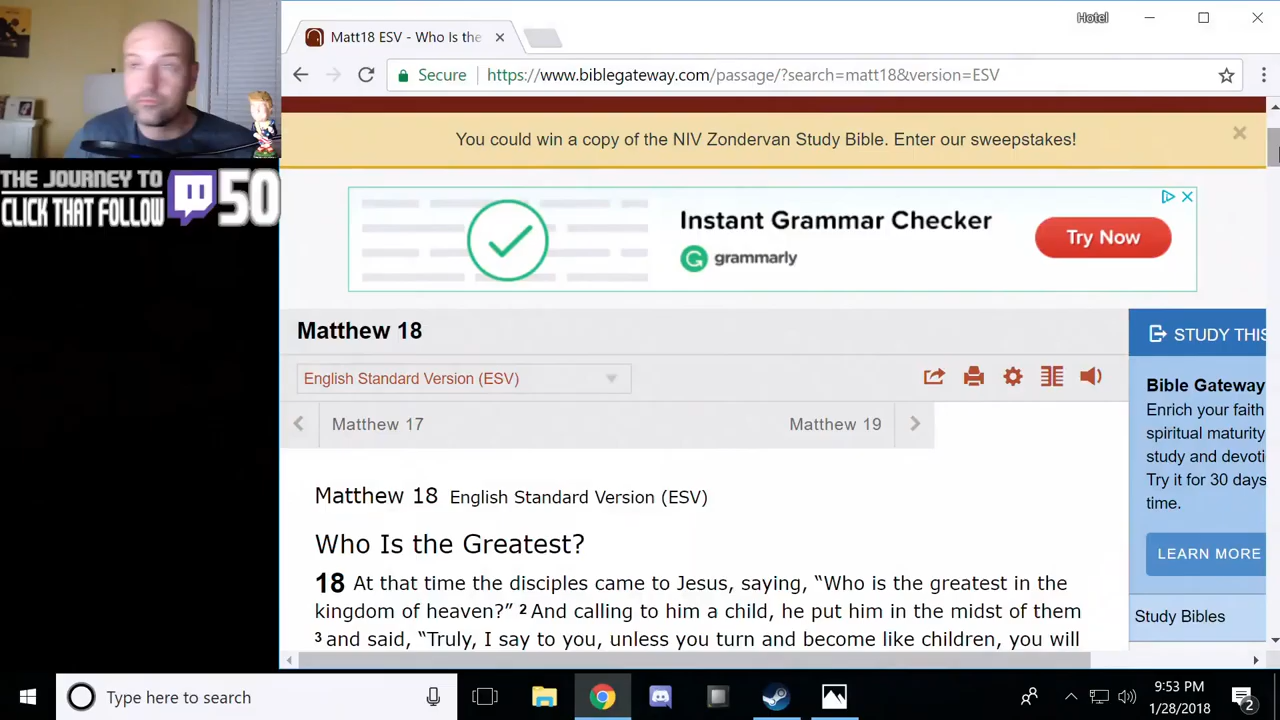 Hotel
Matt18 ESV - Who Is the
Secure https://www.biblegateway.com/passage/?search=matt18&version=ESV
You could win a copy of the NIV Zondervan Study Bible. Enter our sweepstakes!
THE JOURNEY TO
CLICK THAT FOLLOW
50
Instant Grammar Checker
grammarly
Try Now
Matthew 18
English Standard Version (ESV)
Matthew 17
Matthew 19
Matthew 18 English Standard Version (ESV)
Who Is the Greatest?
18 At that time the disciples came to Jesus, saying, “Who is the greatest in the
kingdom of heaven?” 2 And calling to him a child, he put him in the midst of them
3 and said, “Truly, I say to you, unless you turn and become like children, you will
STUDY THIS
Bible Gateway
Enrich your faith
spiritual maturity
study and devoti
Try it for 30 days
time.
LEARN MORE
Study Bibles
Type here to search
9:53 PM
1/28/2018
2